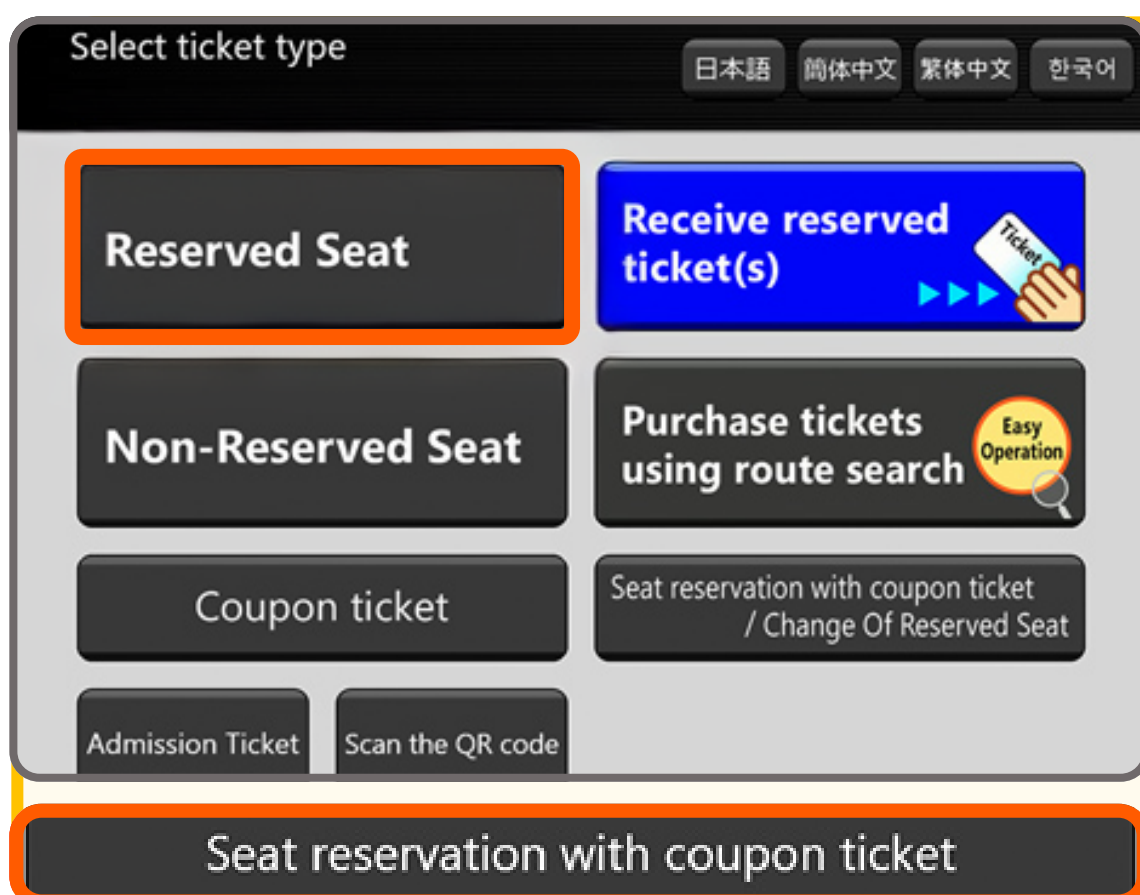 Select ticket type
日本語 简体中文 繁体中文 한국어
Reserved Seat
Receive reserved
ticket(s)
Ticket
Non-Reserved Seat
Purchase tickets
using route search
Easy
Operation
Coupon ticket
Seat reservation with coupon ticket
/ Change Of Reserved Seat
Admission Ticket
Scan the QR code
Seat reservation with coupon ticket